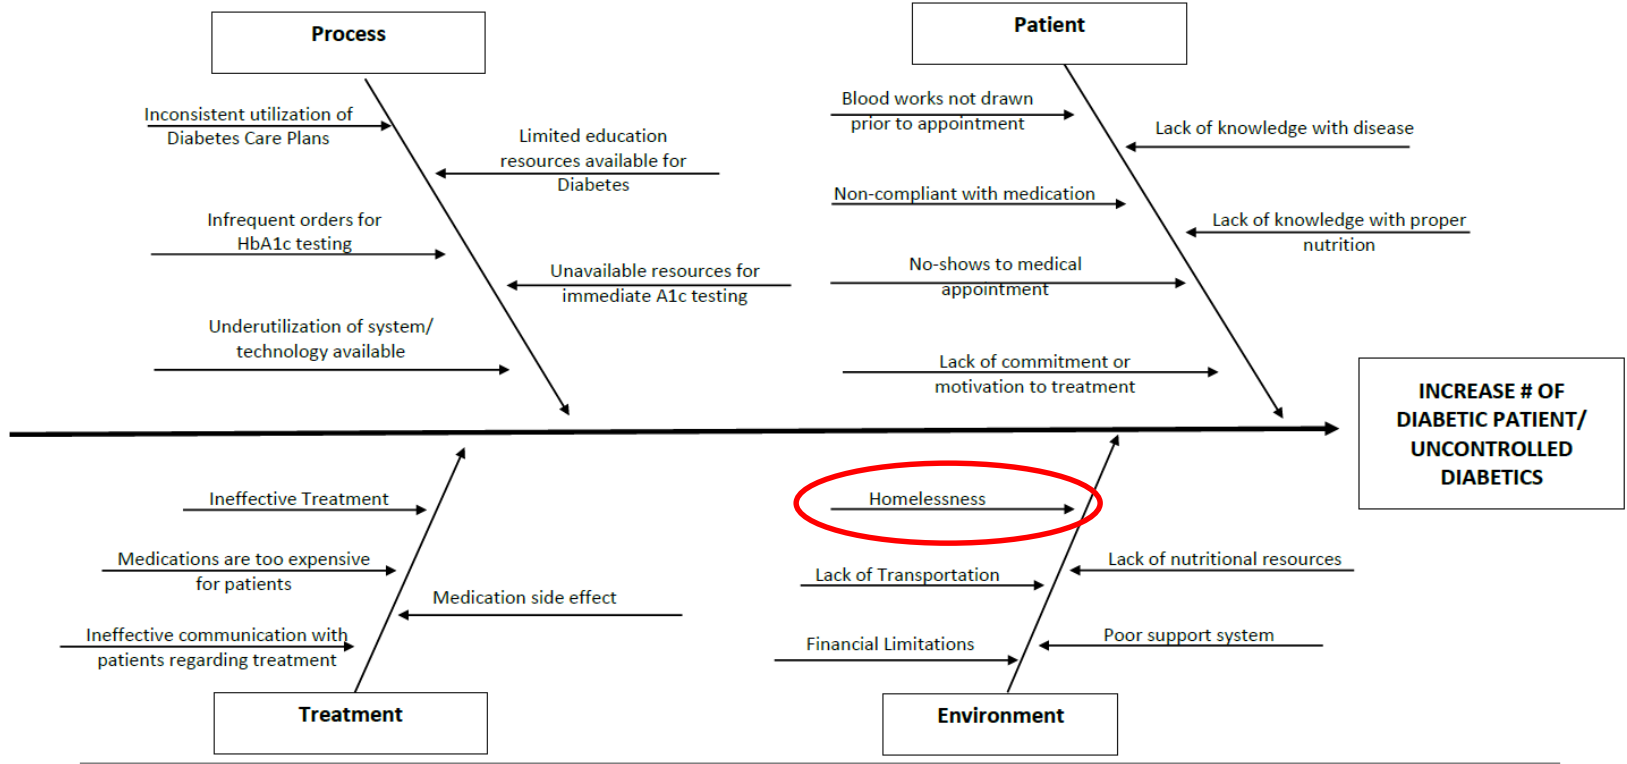 Process
Patient
Inconsistent utilization of
Diabetes Care Plans
Limited education
resources available for
Diabetes
Infrequent orders for
HbA1c testing
Unavailable resources for
immediate A1c testing
Underutilization of system/
technology available
Blood works not drawn
prior to appointment
Lack of knowledge with disease
Non-compliant with medication
Lack of knowledge with proper
nutrition
No-shows to medical
appointment
Lack of commitment or
motivation to treatment
INCREASE # OF
DIABETIC PATIENT/
UNCONTROLLED
DIABETICS
Ineffective Treatment
Medications are too expensive
for patients
Medication side effect
Ineffective communication with
patients regarding treatment
Homelessness
Lack of nutritional resources
Lack of Transportation
Poor support system
Financial Limitations
Treatment
Environment